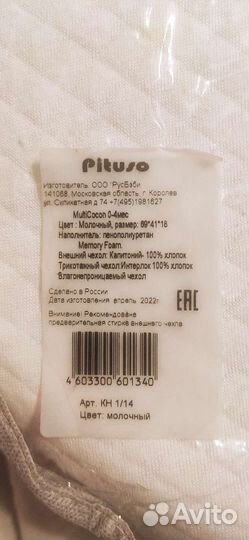 Pituso
Изготовитель: ООО "РусБэби
141068, Московская область, г. Королев
ул. Силикатная д 74 +7(495)1981627
MultiCocon 0-4мес
Цвет : Молочный, размер: 69*41*16
Наполнитель: пенополиуретан
Memory Foam.
Внешний чехол: Капитоний- 100% хлопок
Трикотажный чехол:Интерлок 100% хлопок
Влагонепроницаемый чехол
Сделано в России
Дата изготовления апрель 2022г
EAC
Внимание! Рекомендована
предварительная стирка внешнего чехла
4 603300 601340
Арт. КН 1/14
Цвет: молочный
Avito